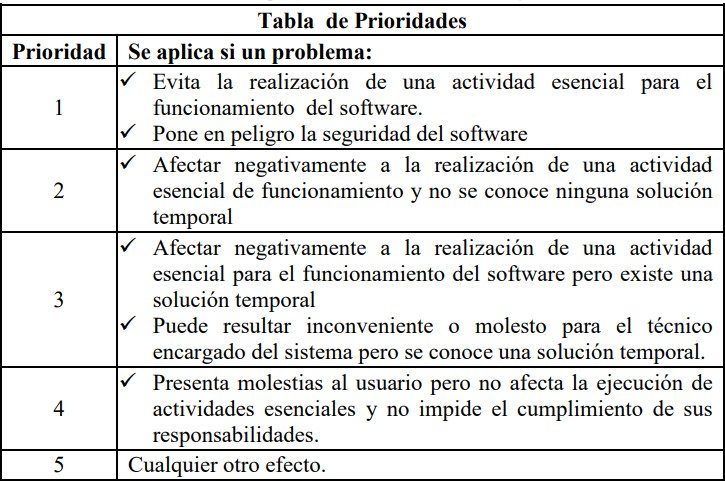 Tabla de Prioridades
Prioridad Se aplica si un problema:
1
✓ Evita la realización de una actividad esencial para el
funcionamiento del software.
✓ Pone en peligro la seguridad del software
2
✓ Afectar negativamente a la realización de una actividad
esencial de funcionamiento y no se conoce ninguna solución
temporal
3
✓ Afectar negativamente a la realización de una actividad
esencial para el funcionamiento del software pero existe una
solución temporal
✓ Puede resultar inconveniente o molesto para el técnico
encargado del sistema pero se conoce una solución temporal.
4
✓ Presenta molestias al usuario pero no afecta la ejecución de
actividades esenciales y no impide el cumplimiento de sus
responsabilidades.
5 Cualquier otro efecto.